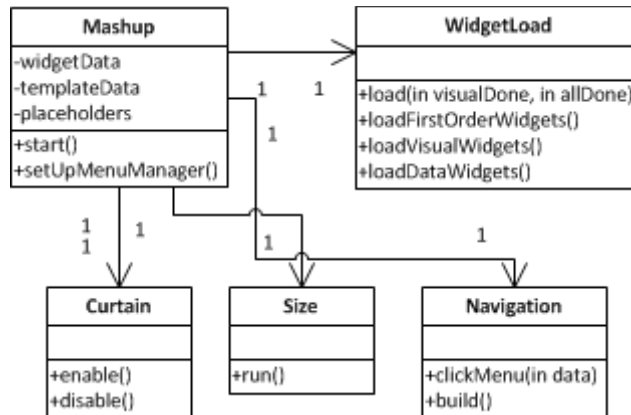 Mashup
-widgetData
-templateData
-placeholders
+start()
+setUpMenuManager()
WidgetLoad
+load(in visualDone, in allDone)
+loadFirstOrderWidgets()
+loadVisualWidgets()
+loadDataWidgets()
1
1
1
1
1
1
1
1
Curtain
+enable()
+disable()
Size
+run()
Navigation
+clickMenu(in data)
+build()